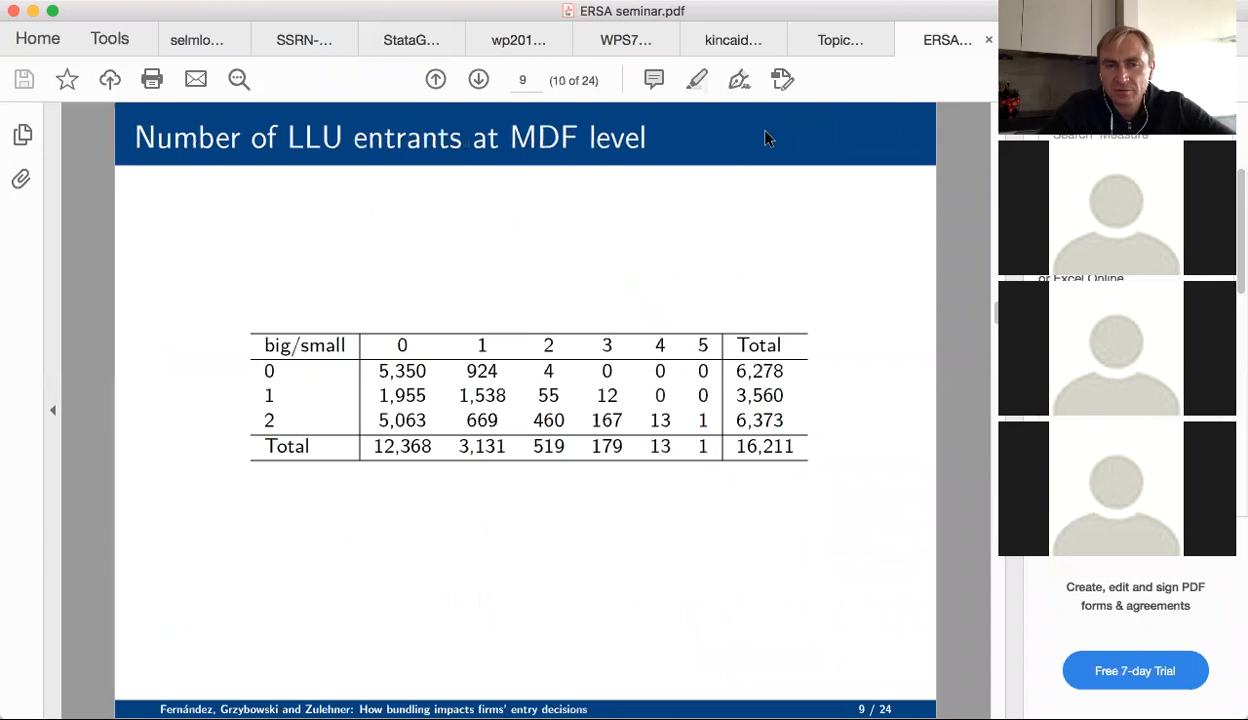 ERSA seminar.pdf
Home Tools selmlo... SSRN-... StataG... wp201... WPS7... kincaid... Topic... ERSA... ×
9 (10 of 24)
Number of LLU entrants at MDF level
big/small 0 1 2 3 4 5 Total
0 5,350 924 4 0 0 0 6,278
1 1,955 1,538 55 12 0 0 3,560
2 5,063 669 460 167 13 1 6,373
Total 12,368 3,131 519 179 13 1 16,211
Fernández, Grzybowski and Zulehner: How bundling impacts firms' entry decisions 9 / 24
Search 'Measure'
or Excel Online
Create, edit and sign PDF
forms & agreements
Free 7-day Trial